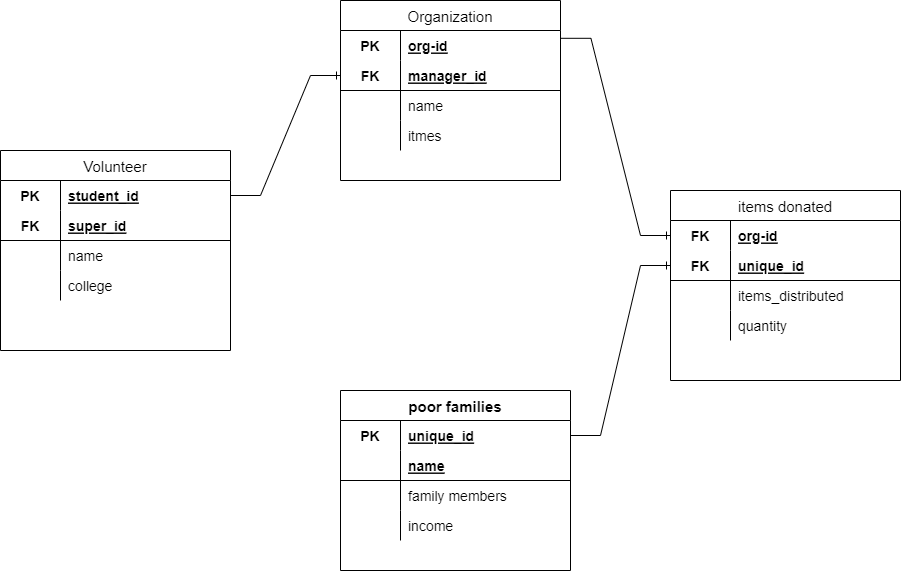 Organization
PK org-id
FK manager_id
name
itmes
Volunteer
PK student_id
FK super_id
name
college
items donated
FK org-id
FK unique_id
items_distributed
quantity
poor families
PK unique_id
name
family members
income